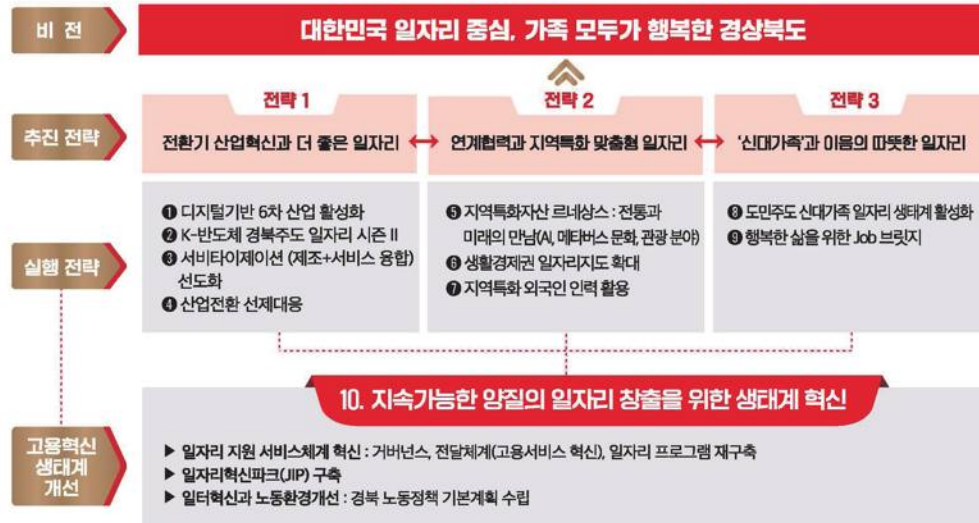 비 전
대한민국 일자리 중심, 가족 모두가 행복한 경상북도
추진 전략
전략 1
전환기 산업혁신과 더 좋은 일자리
전략 2
연계협력과 지역특화 맞춤형 일자리
전략 3
'신대가족'과 이음의 따뜻한 일자리
실행 전략
❶ 디지털기반 6차 산업 활성화
❷ K-반도체 경북주도 일자리 시즌 II
❸ 서비타이제이션 (제조+서비스 융합)
선도화
❹ 산업전환 선제대응
❺ 지역특화자산 르네상스 : 전통과
미래의 만남(AI, 메타버스 문화, 관광 분야)
❻ 생활경제권 일자리지도 확대
❼ 지역특화 외국인 인력 활용
❽ 도민주도 신대가족 일자리 생태계 활성화
❾ 행복한 삶을 위한 Job 브릿지
10. 지속가능한 양질의 일자리 창출을 위한 생태계 혁신
고용혁신
생태계
개선
▶ 일자리 지원 서비스체계 혁신 : 거버넌스, 전달체계(고용서비스 혁신), 일자리 프로그램 재구축
▶ 일자리혁신파크(JIP) 구축
▶ 일터혁신과 노동환경개선 : 경북 노동정책 기본계획 수립